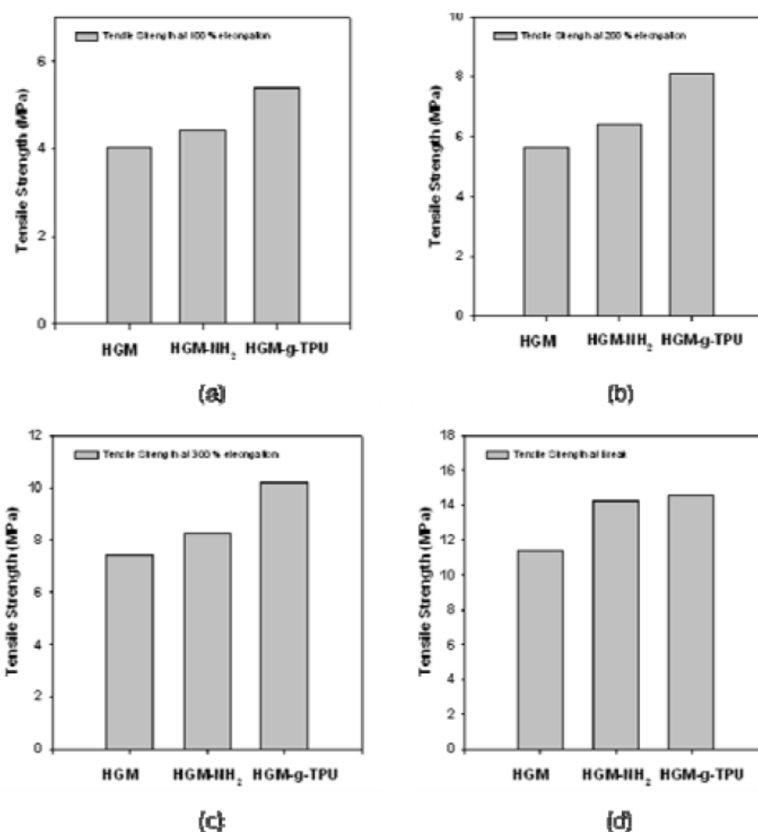 Tensile Strength at 100 % elongation
Tensile Strength (MPa)
6
4
2
0
HGM HGM-NH2 HGM-g-TPU
(a)
Tensile Strength at 200 % elongation
Tensile Strength (MPa)
10
8
6
4
2
0
HGM HGM-NH2 HGM-g-TPU
(b)
Tensile Strength at 300 % elongation
Tensile Strength (MPa)
12
10
8
6
4
2
0
HGM HGM-NH2 HGM-g-TPU
(c)
Tensile Strength at Break
Tensile Strength (MPa)
18
16
14
12
10
8
6
4
2
0
HGM HGM-NH2 HGM-g-TPU
(d)